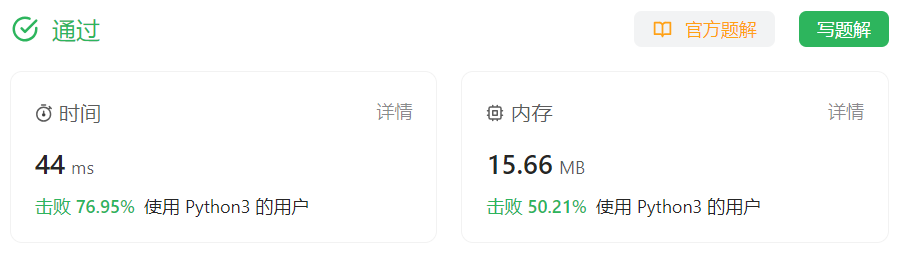 通过 官方题解 写题解
时间 详情
44 ms
击败 76.95% 使用 Python3 的用户
内存 详情
15.66 MB
击败 50.21% 使用 Python3 的用户